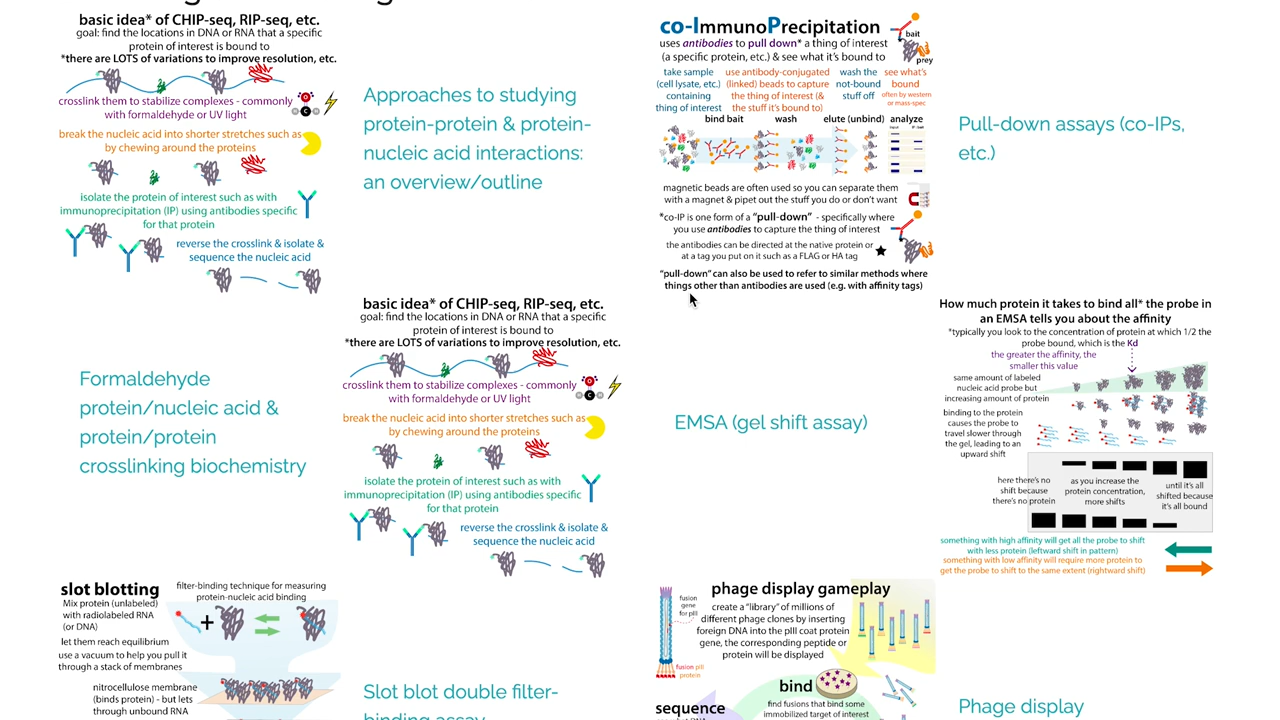 basic idea* of CHIP-seq, RIP-seq, etc.
goal: find the locations in DNA or RNA that a specific
protein of interest is bound to
*there are LOTS of variations to improve resolution, etc.
crosslink them to stabilize complexes - commonly
with formaldehyde or UV light
break the nucleic acid into shorter stretches such as
by chewing around the proteins
isolate the protein of interest such as with
immunoprecipitation (IP) using antibodies specific
for that protein
reverse the crosslink & isolate &
sequence the nucleic acid
Approaches to studying
protein-protein & protein-
nucleic acid interactions:
an overview/outline
co-ImmunoPrecipitation
uses antibodies to pull down* a thing of interest
(a specific protein, etc.) & see what it's bound to
bait
prey
take sample
(cell lysate, etc.)
containing
thing of interest
use antibody-conjugated
(linked) beads to capture
the thing of interest (&
the stuff it's bound to)
wash the
not-bound
stuff off
see what's
bound
often by western
or mass-spec
bind bait
wash
elute (unbind)
analyze
magnetic beads are often used so you can separate them
with a magnet & pipet out the stuff you do or don't want
*co-IP is one form of a "pull-down" - specifically where
you use antibodies to capture the thing of interest
the antibodies can be directed at the native protein or
at a tag you put on it such as a FLAG or HA tag
"pull-down" can also be used to refer to similar methods where
things other than antibodies are used (e.g. with affinity tags)
Pull-down assays (co-IPs,
etc.)
Formaldehyde
protein/nucleic acid &
protein/protein
crosslinking biochemistry
basic idea* of CHIP-seq, RIP-seq, etc.
goal: find the locations in DNA or RNA that a specific
protein of interest is bound to
*there are LOTS of variations to improve resolution, etc.
crosslink them to stabilize complexes - commonly
with formaldehyde or UV light
break the nucleic acid into shorter stretches such as
by chewing around the proteins
isolate the protein of interest such as with
immunoprecipitation (IP) using antibodies specific
for that protein
reverse the crosslink & isolate &
sequence the nucleic acid
EMSA (gel shift assay)
How much protein it takes to bind all* the probe in
an EMSA tells you about the affinity
*typically you look to the concentration of protein at which 1/2 the
probe bound, which is the Kd
the greater the affinity, the
smaller this value
same amount of labeled
nucleic acid probe but
increasing amount of protein
binding to the protein
causes the probe to
travel slower through
the gel, leading to an
upward shift
here there's no
shift because
there's no protein
as you increase the
protein concentration,
more shifts
until it's all
shifted because
it's all bound
something with high affinity will get all the probe to shift
with less protein (leftward shift in pattern)
something with low affinity will require more protein to
get the probe to shift to the same extent (rightward shift)
slot blotting
filter-binding technique for measuring
protein-nucleic acid binding
Mix protein (unlabeled)
with radiolabeled RNA
(or DNA)
let them reach equilibrium
use a vacuum to help you pull it
through a stack of membranes
nitrocellulose membrane
(binds protein) - but lets
through unbound RNA
Slot blot double filter-
phage display gameplay
fusion
gene
for pIII
create a "library" of millions of
different phage clones by inserting
foreign DNA into the pIII coat protein
gene, the corresponding peptide or
protein will be displayed
fusion pIII
protein
bind
find fusions that bind some
immobilized target of interest
sequence
Phage display